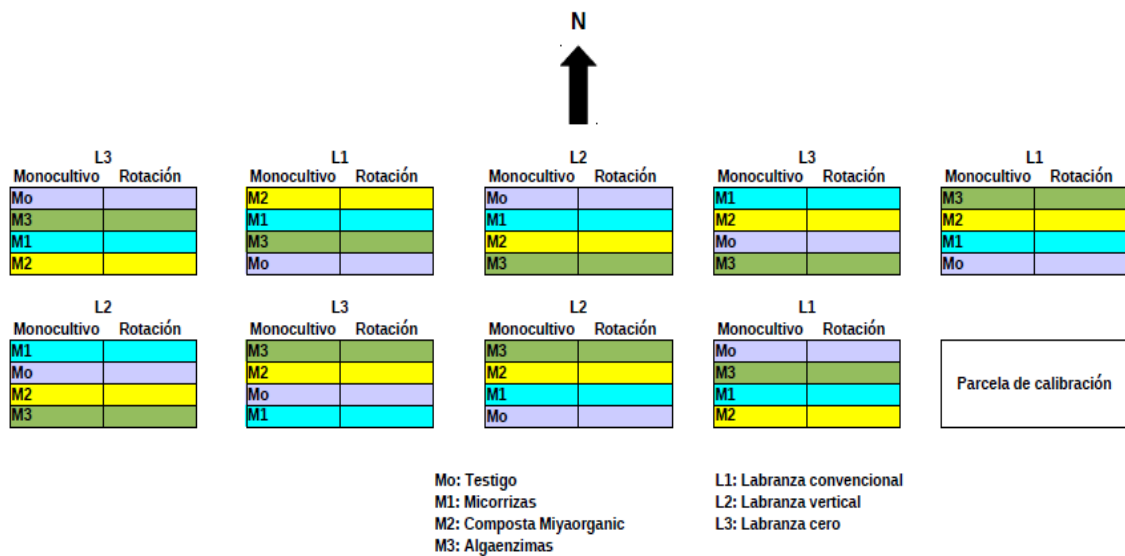 N
L3 L1 L2 L3 L1
Monocultivo Rotación Monocultivo Rotación Monocultivo Rotación Monocultivo Rotación Monocultivo Rotación
Mo M2 Mo M1 M3
M3 M1 M1 M2 M2
M1 M3 M2 Mo M1
M2 Mo M3 M3 Mo
L2 L3 L2 L1
Monocultivo Rotación Monocultivo Rotación Monocultivo Rotación Monocultivo Rotación
M1 M3 M3 Mo
Mo M2 M2 M3
M2 Mo M1 M1
M3 M1 Mo M2
Parcela de calibración
Mo: Testigo
M1: Micorrizas
M2: Composta Miyaorganic
M3: Algaenzimas
L1: Labranza convencional
L2: Labranza vertical
L3: Labranza cero